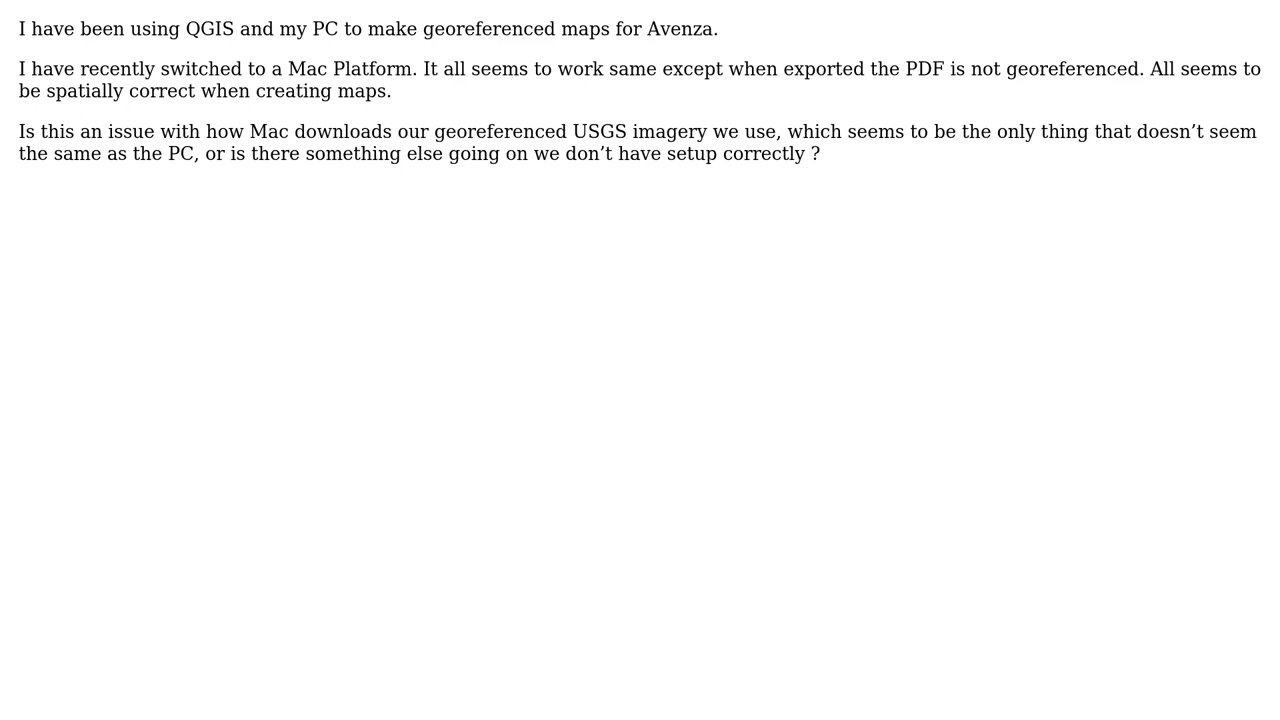 I have been using QGIS and my PC to make georeferenced maps for Avenza.
I have recently switched to a Mac Platform. It all seems to work same except when exported the PDF is not georeferenced. All seems to
be spatially correct when creating maps.
Is this an issue with how Mac downloads our georeferenced USGS imagery we use, which seems to be the only thing that doesn’t seem
the same as the PC, or is there something else going on we don’t have setup correctly ?